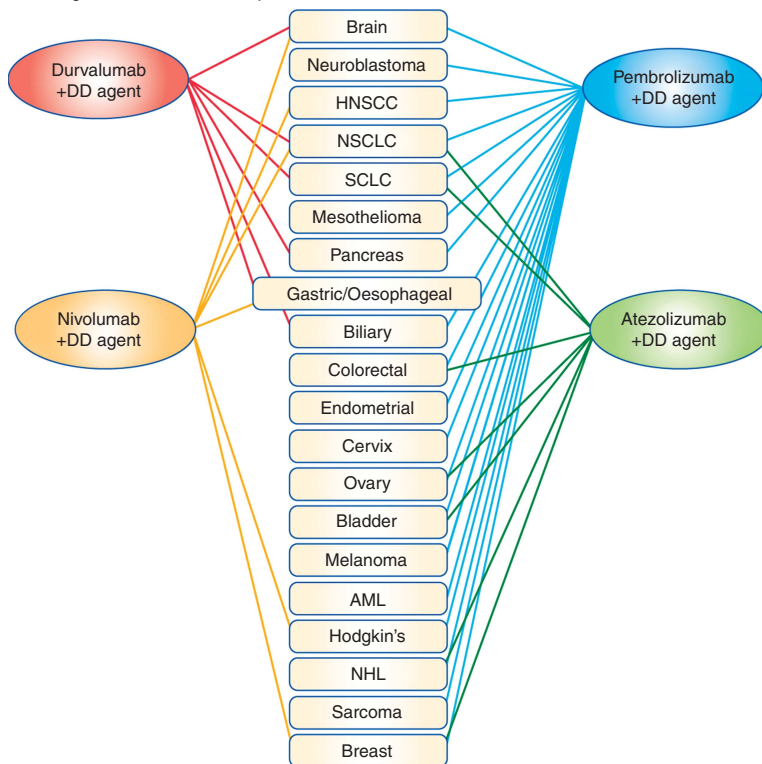 Brain
Durvalumab
+DD agent
Neuroblastoma
Pembrolizumab
+DD agent
HNSCC
NSCLC
SCLC
Mesothelioma
Pancreas
Gastric/Oesophageal
Nivolumab
+DD agent
Atezolizumab
+DD agent
Biliary
Colorectal
Endometrial
Cervix
Ovary
Bladder
Melanoma
AML
Hodgkin's
NHL
Sarcoma
Breast